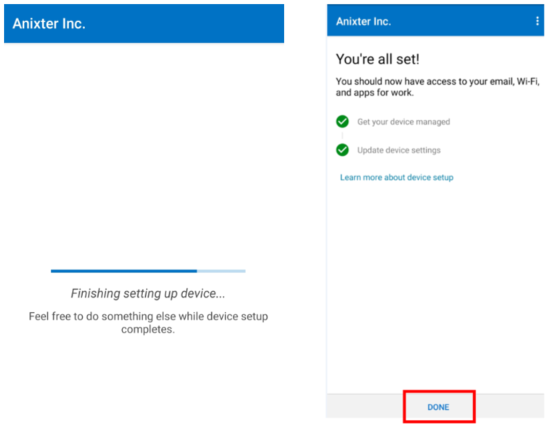 Anixter Inc.
Finishing setting up device...
Feel free to do something else while device setup
completes.
Anixter Inc.
You're all set!
You should now have access to your email, Wi-Fi,
and apps for work.
Get your device managed
Update device settings
Learn more about device setup
DONE